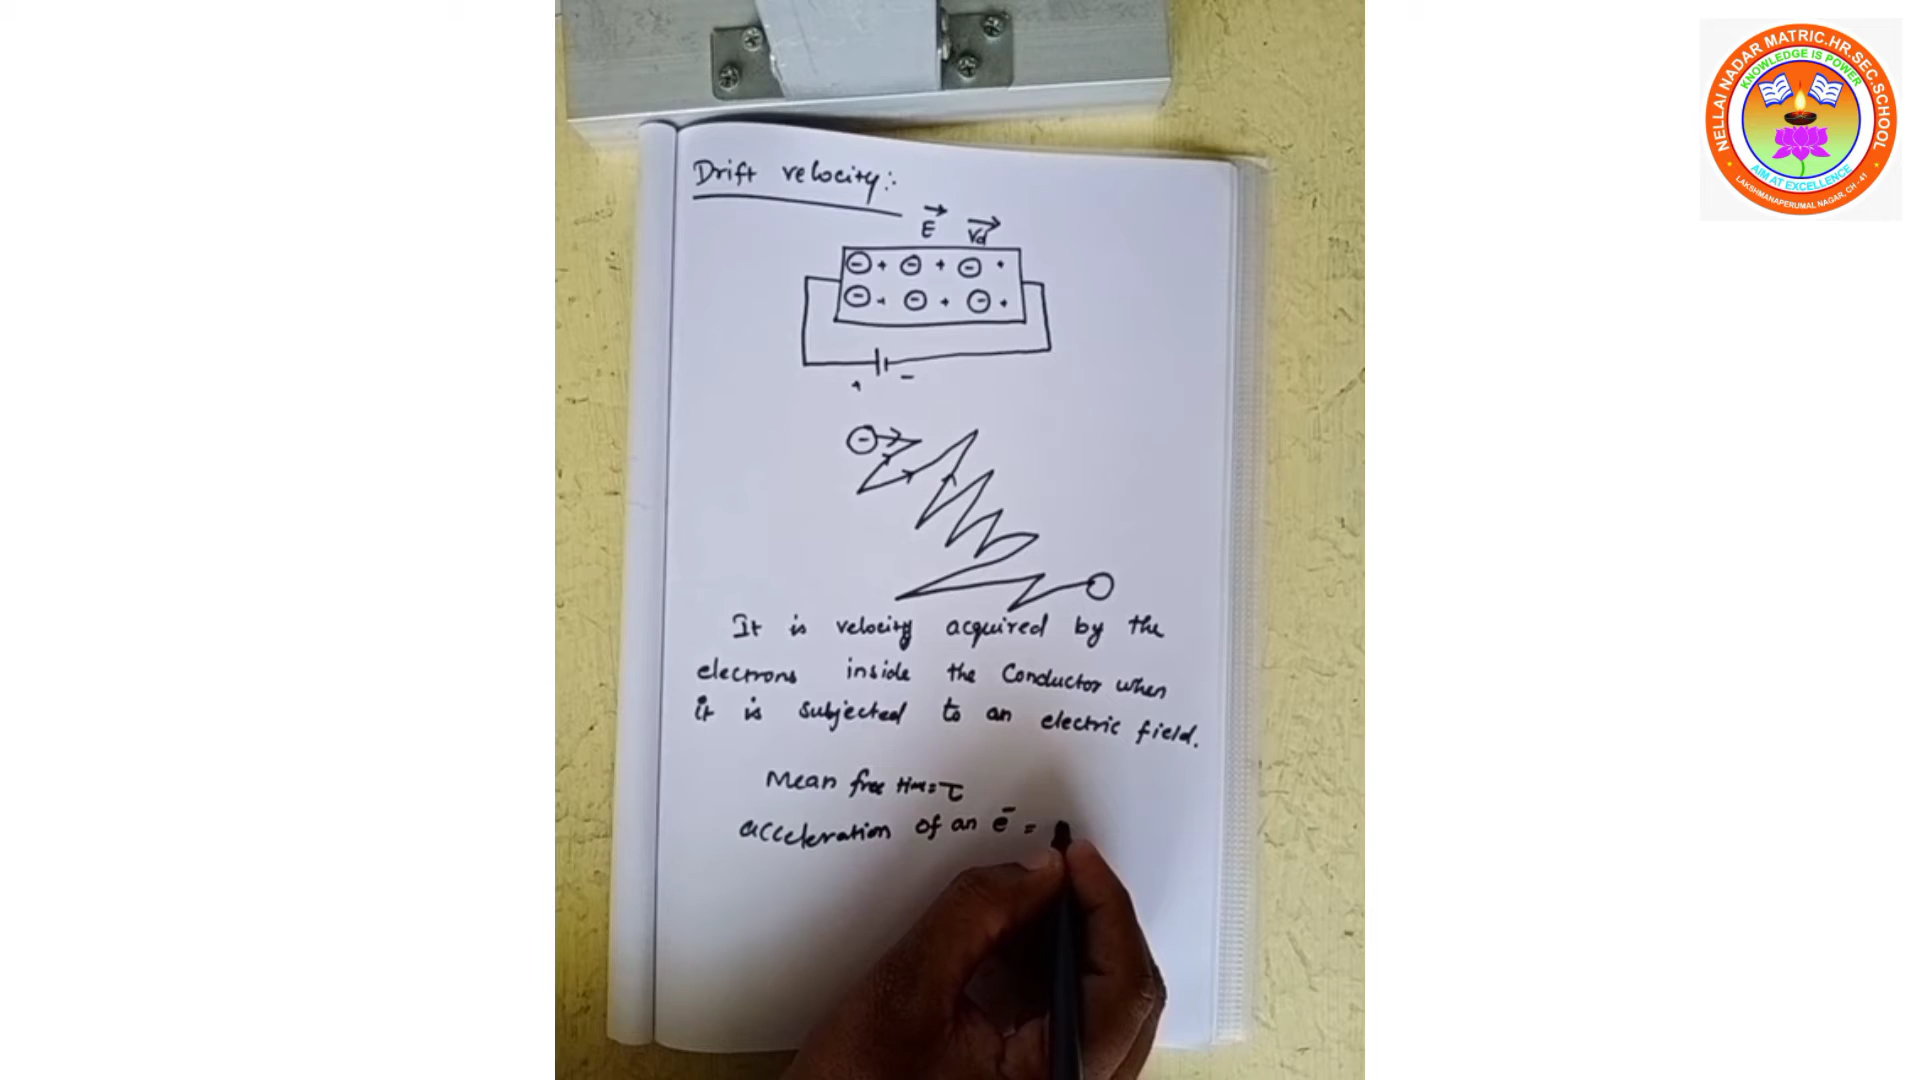 Drift velocity:
E Vd
+ -
It is velocity acquired by the
electrons inside the Conductor when
it is subjected to an electric field.
Mean free time = τ
acceleration of an e⁻ =
NELLAI NADAR MATRIC.HR.SEC.SCHOOL
KNOWLEDGE IS POWER
AIM AT EXCELLENCE
LAKSHMANAPERUMAL NAGAR, CH - 41